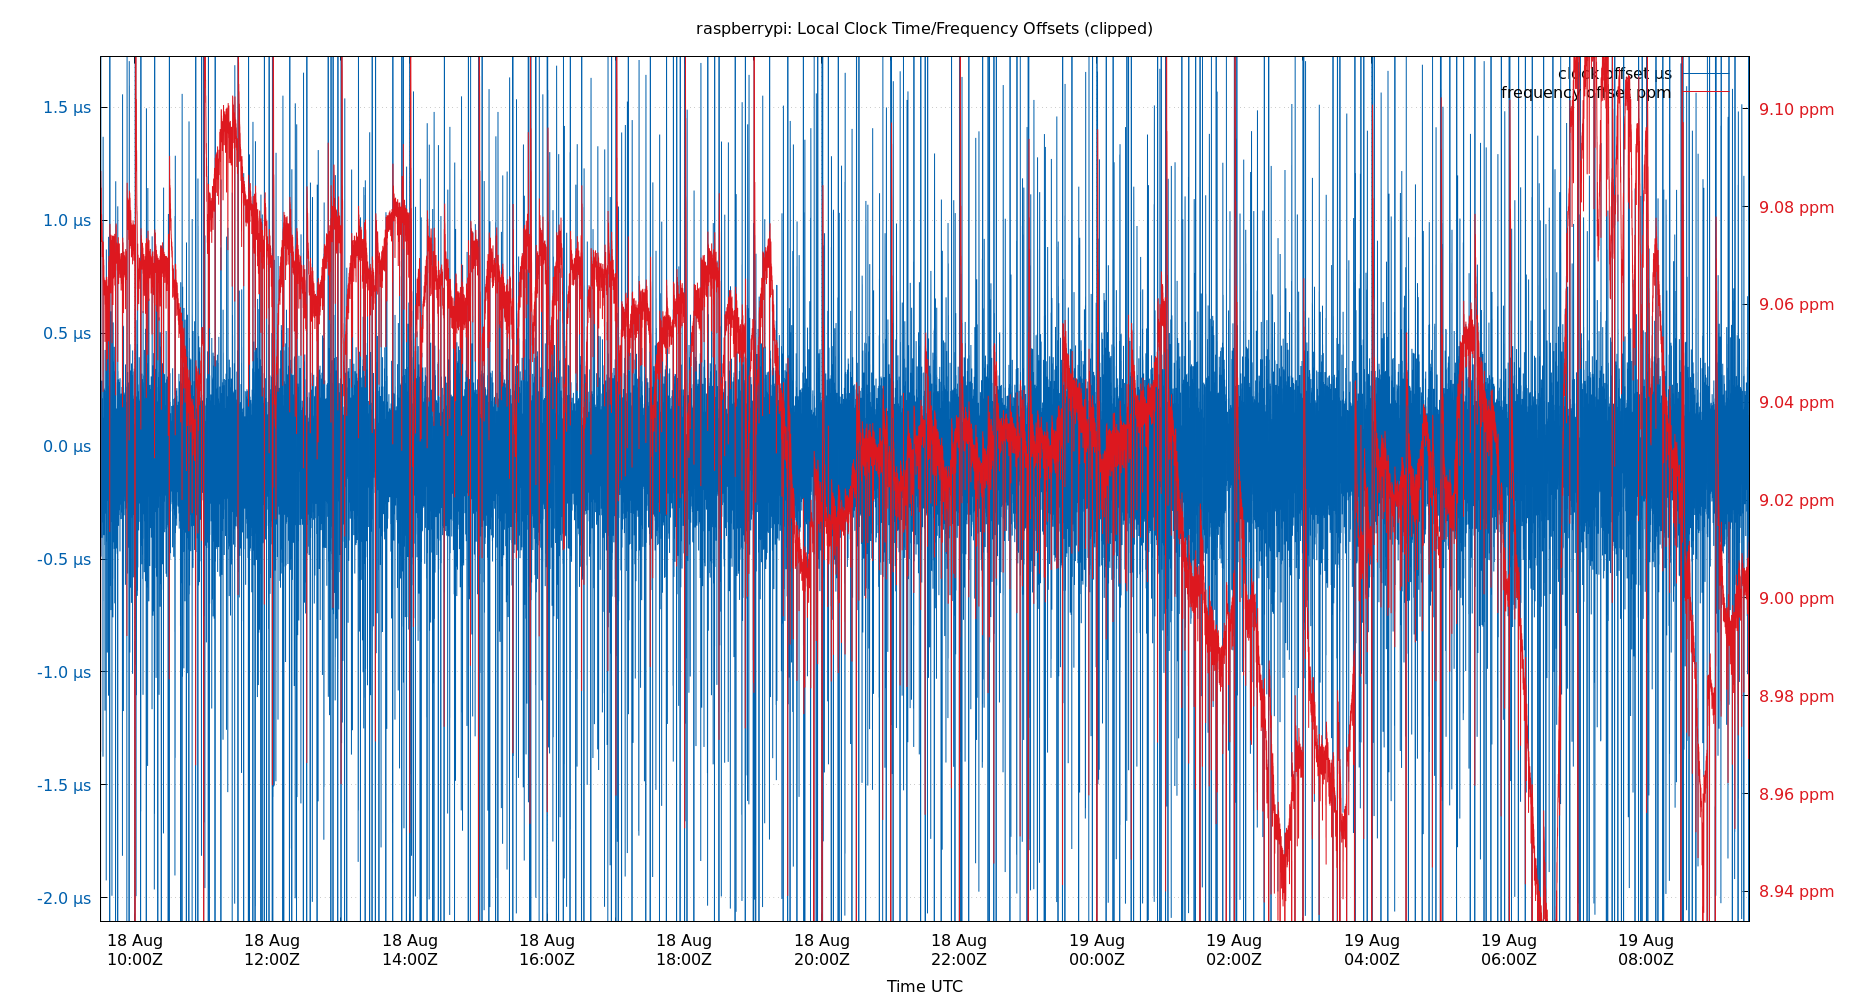 raspberrypi: Local Clock Time/Frequency Offsets (clipped)
clock offset µs
frequency offset ppm
1.5 µs
1.0 µs
0.5 µs
0.0 µs
-0.5 µs
-1.0 µs
-1.5 µs
-2.0 µs
9.10 ppm
9.08 ppm
9.06 ppm
9.04 ppm
9.02 ppm
9.00 ppm
8.98 ppm
8.96 ppm
8.94 ppm
18 Aug 18 Aug 18 Aug 18 Aug 18 Aug 18 Aug 18 Aug 19 Aug 19 Aug 19 Aug 19 Aug 19 Aug
10:00Z 12:00Z 14:00Z 16:00Z 18:00Z 20:00Z 22:00Z 00:00Z 02:00Z 04:00Z 06:00Z 08:00Z
Time UTC